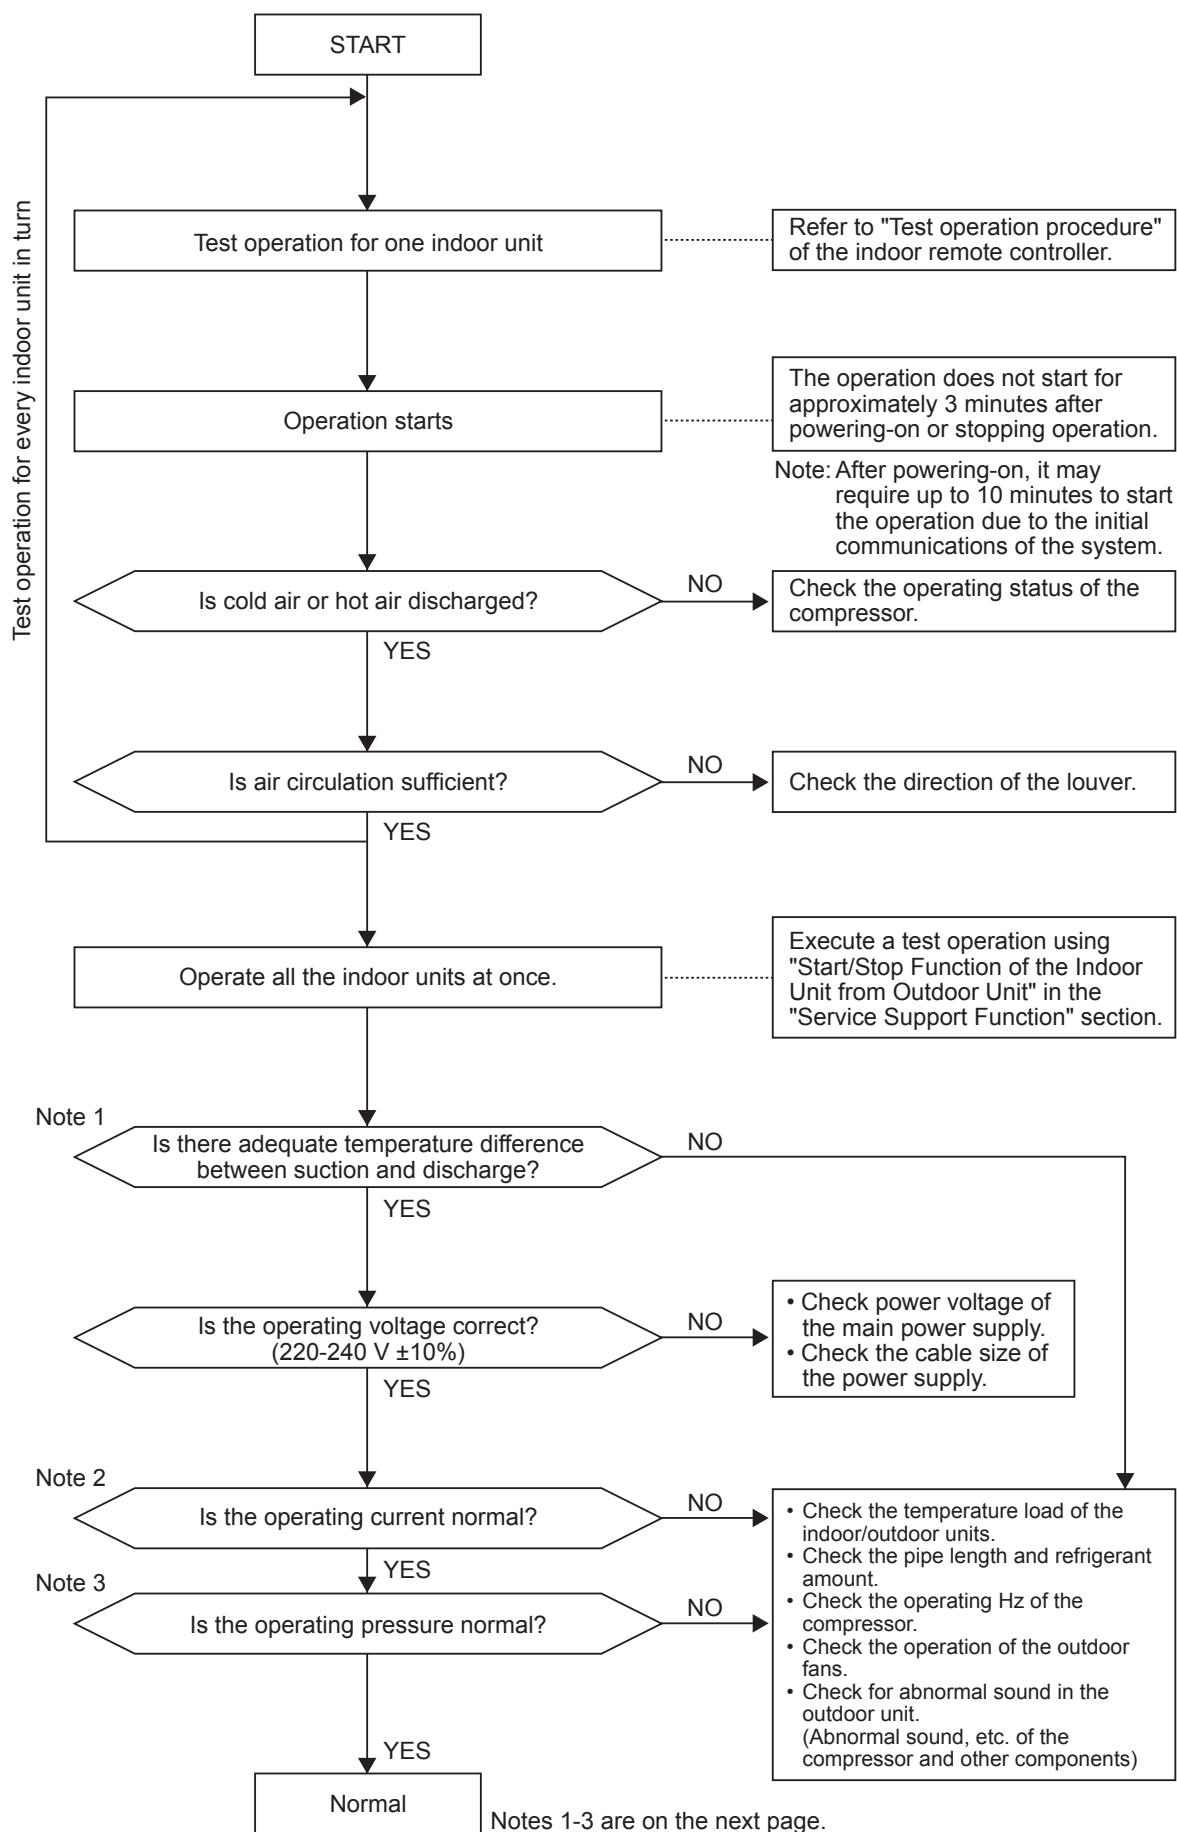 START
Test operation for every indoor unit in turn
Test operation for one indoor unit
Refer to "Test operation procedure"
of the indoor remote controller.
Operation starts
The operation does not start for
approximately 3 minutes after
powering-on or stopping operation.
Note: After powering-on, it may
require up to 10 minutes to start
the operation due to the initial
communications of the system.
Is cold air or hot air discharged?
NO
Check the operating status of the
compressor.
YES
Is air circulation sufficient?
NO
Check the direction of the louver.
YES
Operate all the indoor units at once.
Execute a test operation using
"Start/Stop Function of the Indoor
Unit from Outdoor Unit" in the
"Service Support Function" section.
Note 1
Is there adequate temperature difference
between suction and discharge?
NO
YES
Is the operating voltage correct?
(220-240 V ±10%)
NO
• Check power voltage of
the main power supply.
• Check the cable size of
the power supply.
YES
Note 2
Is the operating current normal?
NO
YES
Note 3
Is the operating pressure normal?
NO
• Check the temperature load of the
indoor/outdoor units.
• Check the pipe length and refrigerant
amount.
• Check the operating Hz of the
compressor.
• Check the operation of the outdoor
fans.
• Check for abnormal sound in the
outdoor unit.
(Abnormal sound, etc. of the
compressor and other components)
YES
Normal
Notes 1-3 are on the next page.